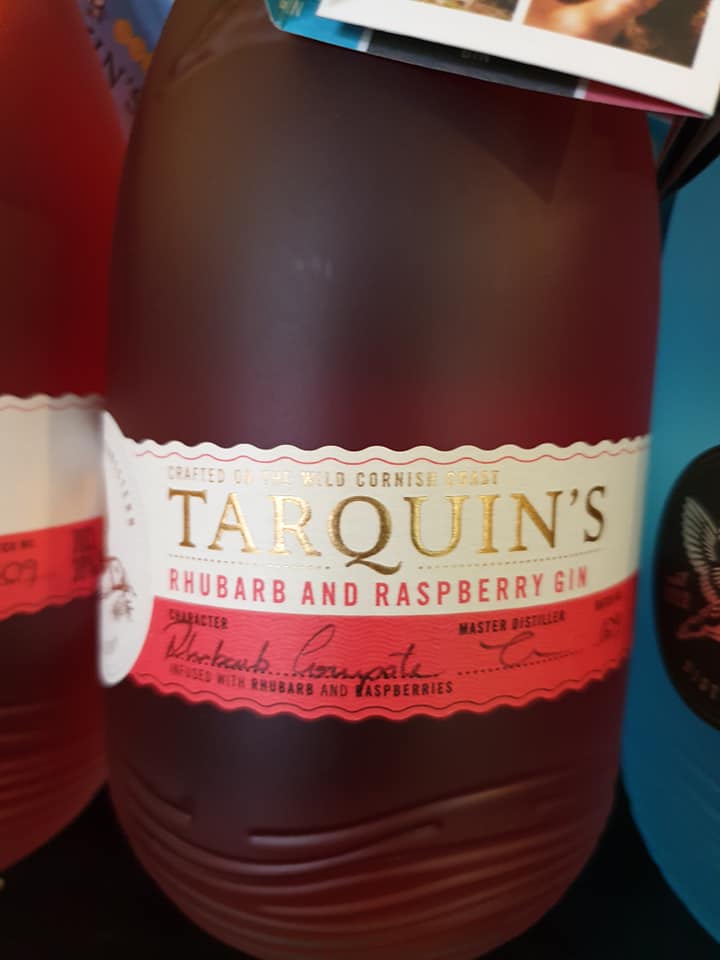 CRAFTED ON THE WILD CORNISH COAST
TARQUIN'S
RHUBARB AND RASPBERRY GIN
CHARACTER
MASTER DISTILLER
Rhubarb Compote
INFUSED WITH RHUBARB AND RASPBERRIES